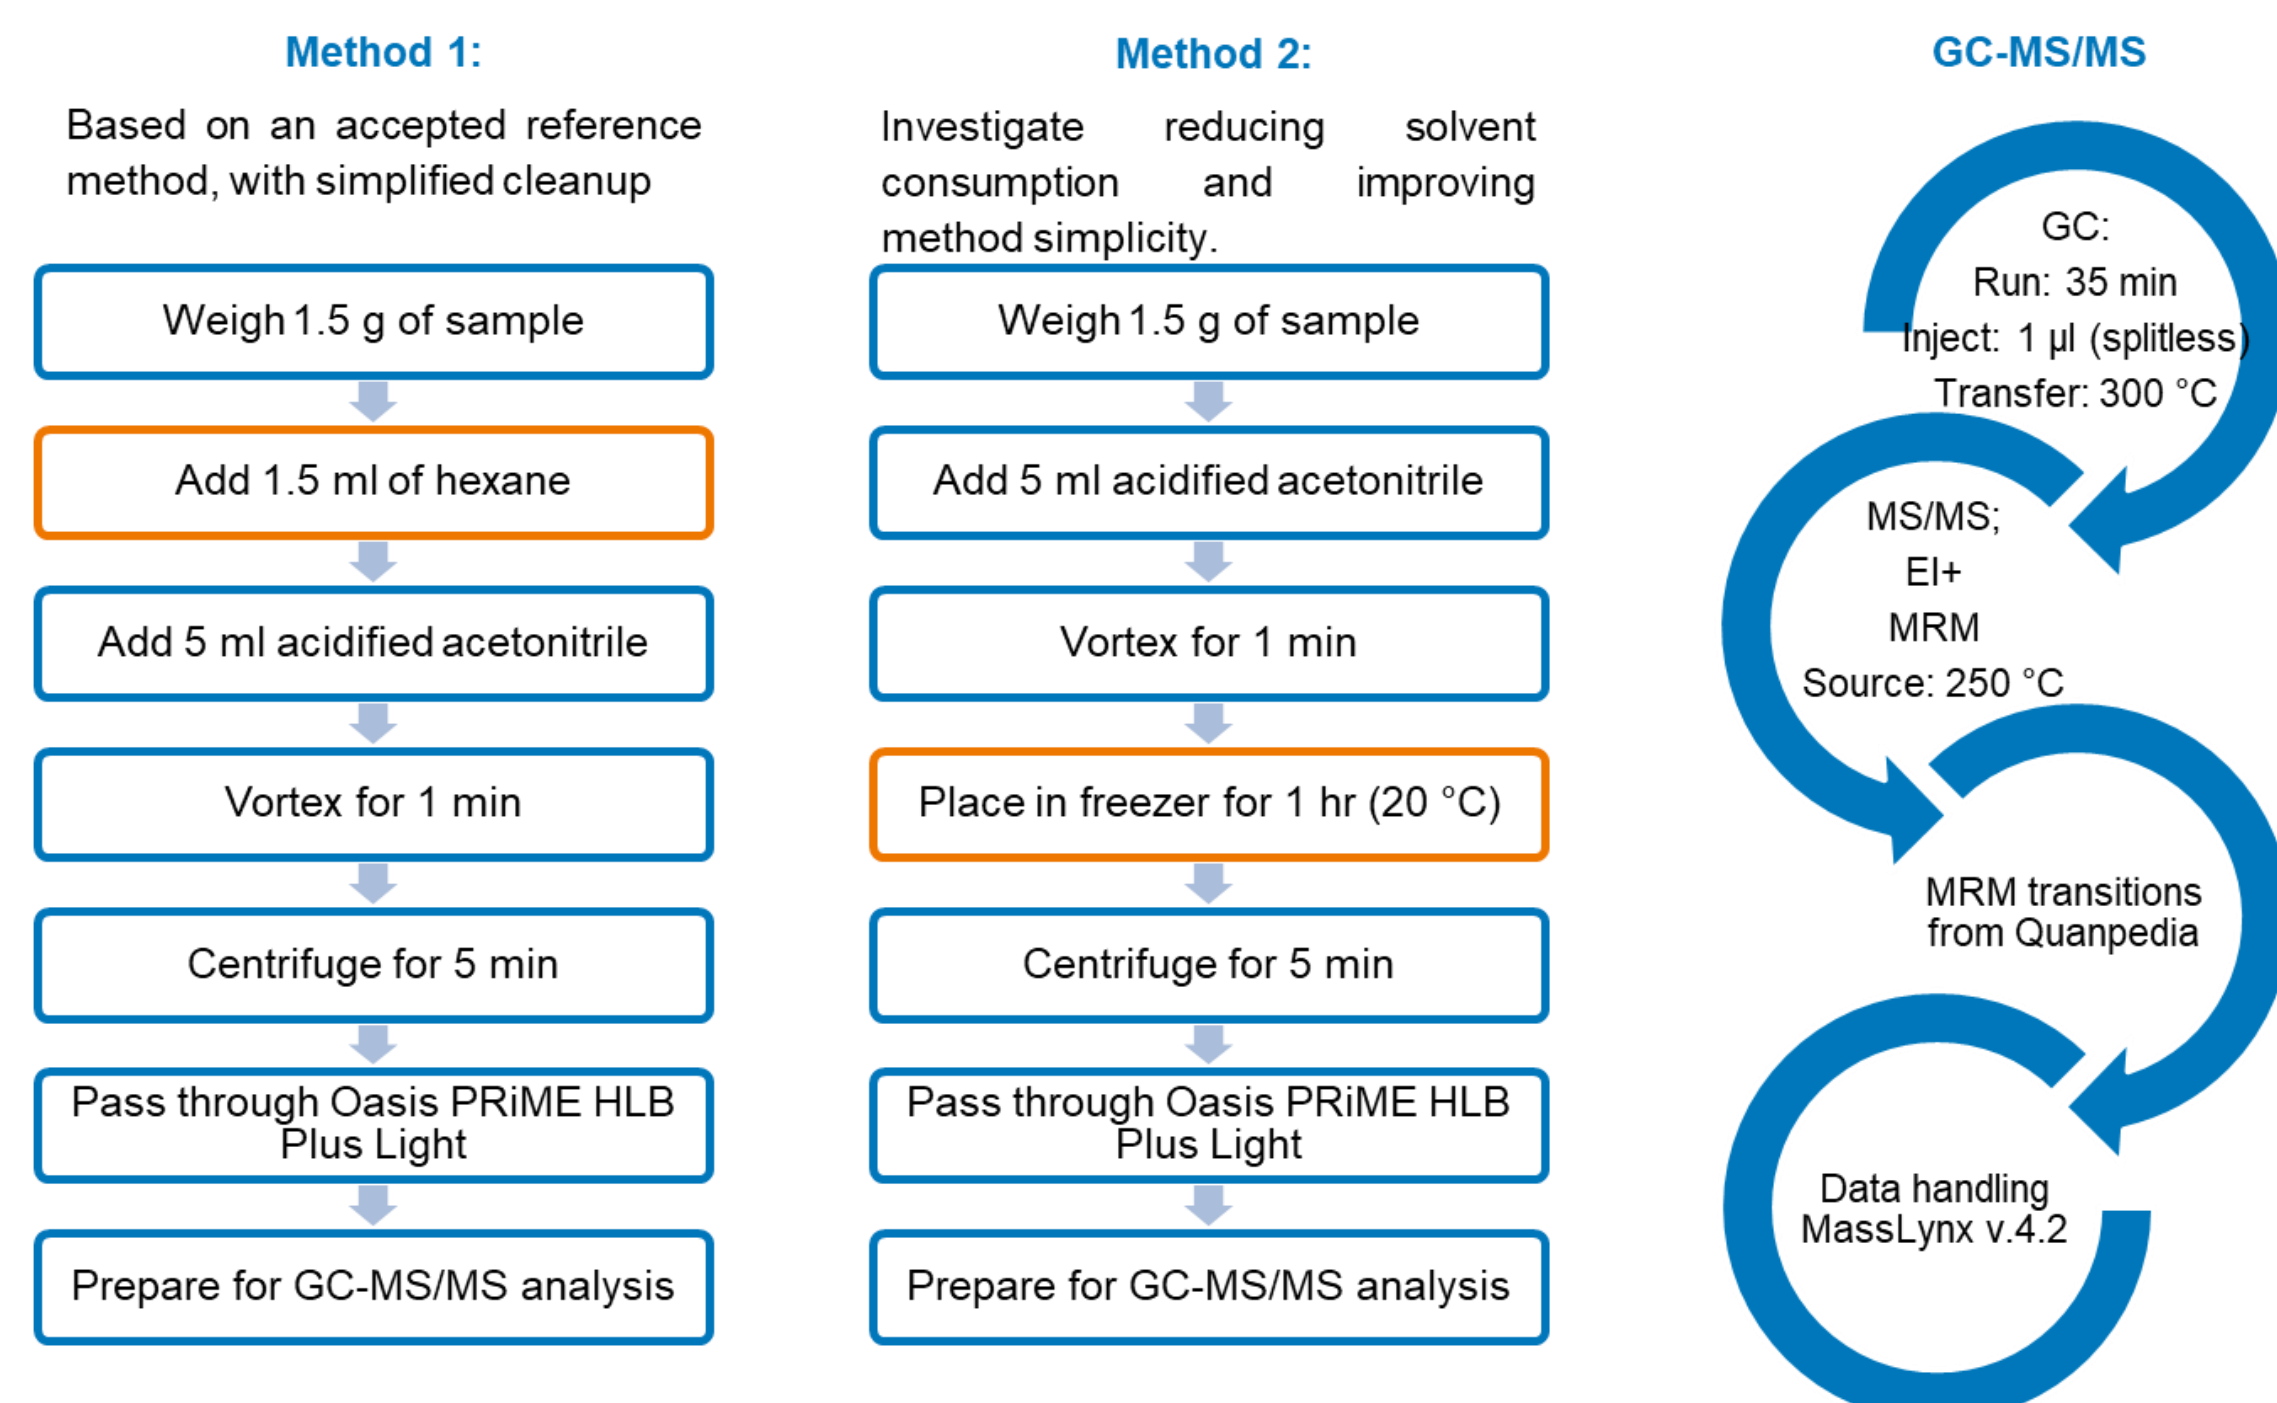 Method 1:
Based on an accepted reference
method, with simplified cleanup
Weigh 1.5 g of sample
Add 1.5 ml of hexane
Add 5 ml acidified acetonitrile
Vortex for 1 min
Centrifuge for 5 min
Pass through Oasis PRiME HLB
Plus Light
Prepare for GC-MS/MS analysis
Method 2:
Investigate reducing solvent
consumption and improving
method simplicity.
Weigh 1.5 g of sample
Add 5 ml acidified acetonitrile
Vortex for 1 min
Place in freezer for 1 hr (20 °C)
Centrifuge for 5 min
Pass through Oasis PRiME HLB
Plus Light
Prepare for GC-MS/MS analysis
GC-MS/MS
GC:
Run: 35 min
Inject: 1 µl (splitless)
Transfer: 300 °C
MS/MS;
EI+
MRM
Source: 250 °C
MRM transitions
from Quanpedia
Data handling
MassLynx v.4.2